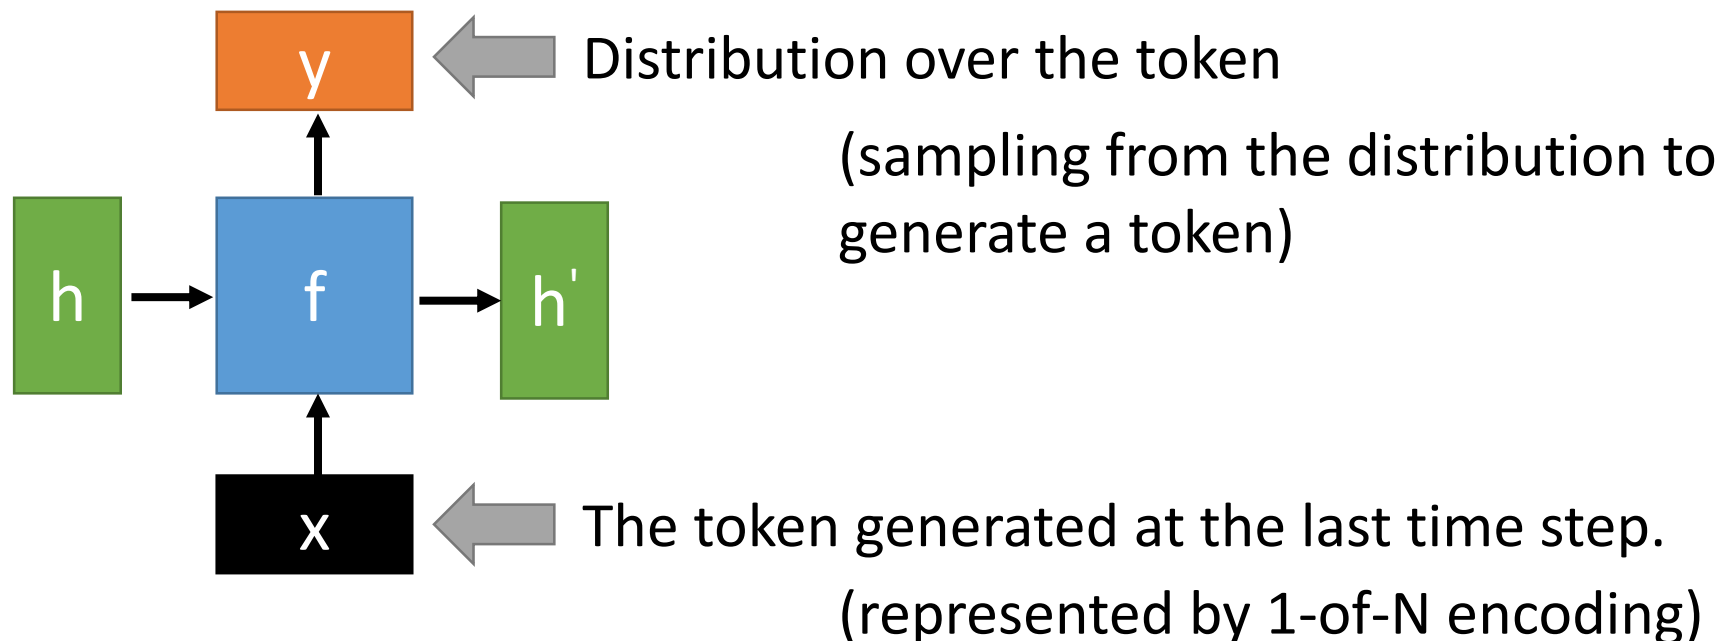 y
Distribution over the token
(sampling from the distribution to
generate a token)
h
f
h'
x
The token generated at the last time step.
(represented by 1-of-N encoding)